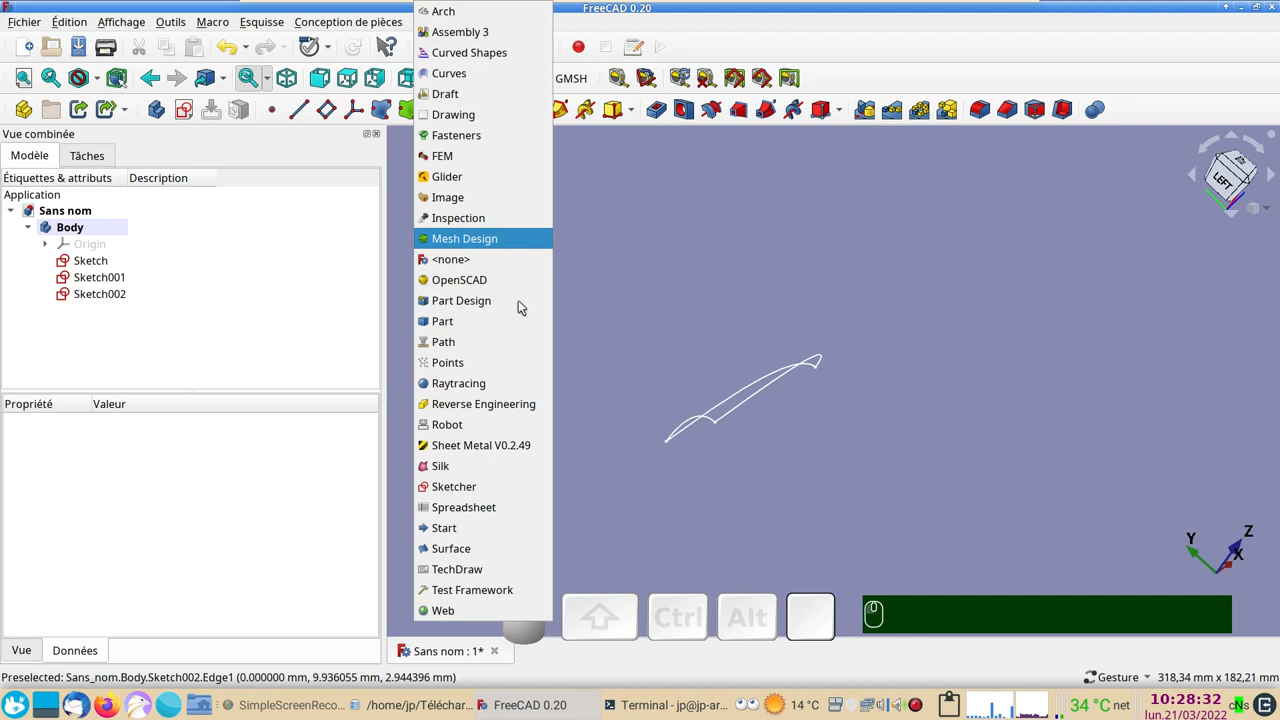 FreeCAD 0.20
Fichier Édition Affichage Outils Macro Esquisse Conception de pièces
GMSH
Vue combinée
Modèle Tâches
Étiquettes & attributs Description
Application
Sans nom
Body
Origin
Sketch
Sketch001
Sketch002
Propriété Valeur
Vue Données
Arch
Assembly 3
Curved Shapes
Curves
Draft
Drawing
Fasteners
FEM
Glider
Image
Inspection
Mesh Design
<none>
OpenSCAD
Part Design
Part
Path
Points
Raytracing
Reverse Engineering
Robot
Sheet Metal V0.2.49
Silk
Sketcher
Spreadsheet
Start
Surface
TechDraw
Test Framework
Web
LEFT
Y Z X
Ctrl Alt
Sans nom : 1*
Preselected: Sans_nom.Body.Sketch002.Edge1 (0.000000 mm, 9.936055 mm, 2.944396 mm)
Gesture 318,34 mm x 182,21 mm
SimpleScreenReco... /home/jp/Téléchar... FreeCAD 0.20 Terminal - jp@jp-ar... 14 °C 34 °C net 10:28:32
lun.21/03/2022